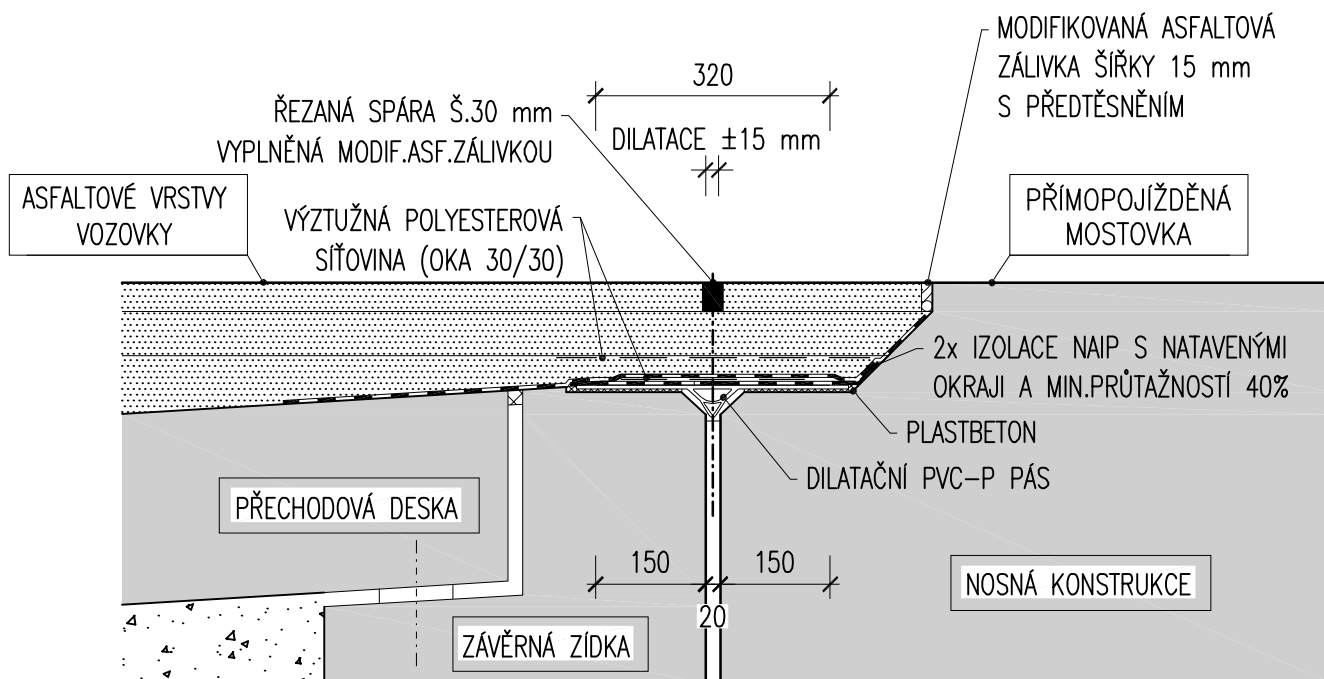 MODIFIKOVANÁ ASFALTOVÁ
ZÁLIVKA ŠÍŘKY 15 mm
S PŘEDTĚSNĚNÍM
320
ŘEZANÁ SPÁRA Š.30 mm
VYPLNĚNÁ MODIF.ASF.ZÁLIVKOU
DILATACE ±15 mm
ASFALTOVÉ VRSTVY
VOZOVKY
VÝZTUŽNÁ POLYESTEROVÁ
SÍŤOVINA (OKA 30/30)
PŘÍMOPOJÍŽDĚNÁ
MOSTOVKA
2x IZOLACE NAIP S NATAVENÝMI
OKRAJI A MIN.PRŮTAŽNOSTÍ 40%
PLASTBETON
DILATAČNÍ PVC-P PÁS
PŘECHODOVÁ DESKA
150
150
20
NOSNÁ KONSTRUKCE
ZÁVĚRNÁ ZÍDKA